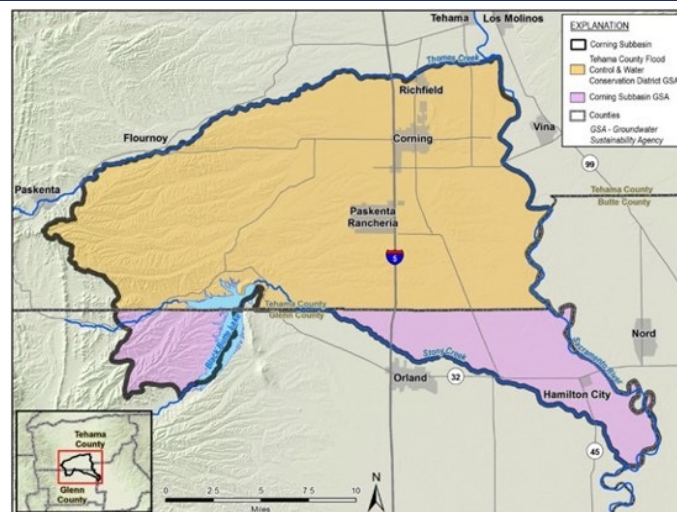 Tehama
Los Molinos
EXPLANATION
Corning Subbasin
Tehama County Flood
Control & Water
Conservation District GSA
Corning Subbasin GSA
Counties
GSA - Groundwater
Sustainability Agency
Thomes Creek
Richfield
Flournoy
Corning
Vina
99
Paskenta
Tehama County
Butte County
Paskenta
Rancheria
5
Tehama County
Glenn County
Black Butte Lake
Stony Creek
Sacramento River
Nord
Orland
32
Hamilton City
45
Tehama
County
Glenn
County
N
0
2.5
5
7.5
10
Miles